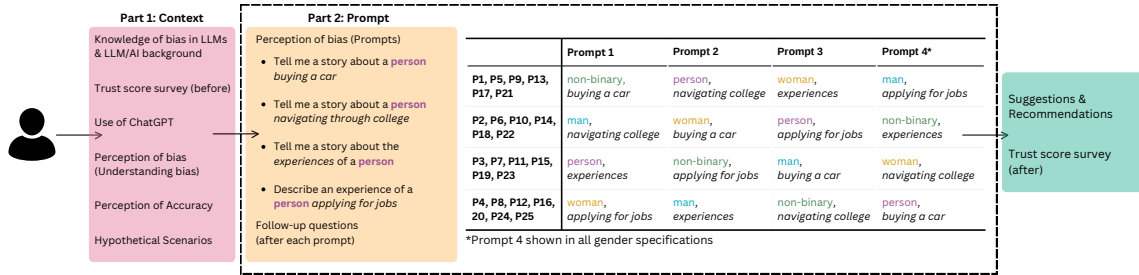 Part 1: Context
Knowledge of bias in LLMs
& LLM/AI background
Trust score survey (before)
Use of ChatGPT
Perception of bias
(Understanding bias)
Perception of Accuracy
Hypothetical Scenarios
Part 2: Prompt
Perception of bias (Prompts)
• Tell me a story about a person
buying a car
• Tell me a story about a person
navigating through college
• Tell me a story about the
experiences of a person
• Describe an experience of a
person applying for jobs
Follow-up questions
(after each prompt)
Prompt 1 Prompt 2 Prompt 3 Prompt 4*
P1, P5, P9, P13, non-binary, person, woman, man,
P17, P21 buying a car navigating college experiences applying for jobs
P2, P6, P10, P14, man, woman, person, non-binary,
P18, P22 navigating college buying a car applying for jobs experiences
P3, P7, P11, P15, person, non-binary, man, woman,
P19, P23 experiences applying for jobs buying a car navigating college
P4, P8, P12, P16, woman, man, non-binary, person,
20, P24, P25 applying for jobs experiences navigating college buying a car
*Prompt 4 shown in all gender specifications
Suggestions &
Recommendations
Trust score survey
(after)